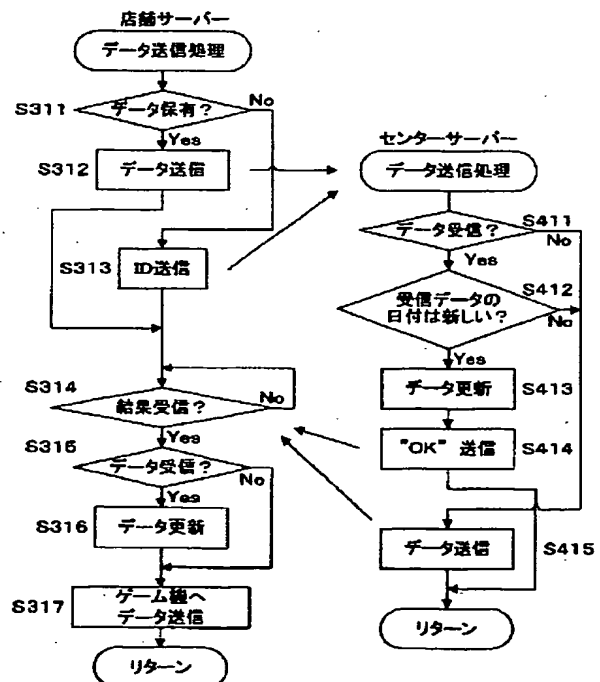 店舗サーバー
データ送信処理
S311
データ保有？
No
Yes
S312
データ送信
S313
ID送信
S314
結果受信？
No
Yes
S315
データ受信？
No
Yes
S316
データ更新
S317
ゲーム機へ
データ送信
リターン
センターサーバー
データ送信処理
S411
データ受信？
No
Yes
S412
受信データの
日付は新しい？
No
Yes
データ更新
S413
"OK" 送信
S414
データ送信
S415
リターン